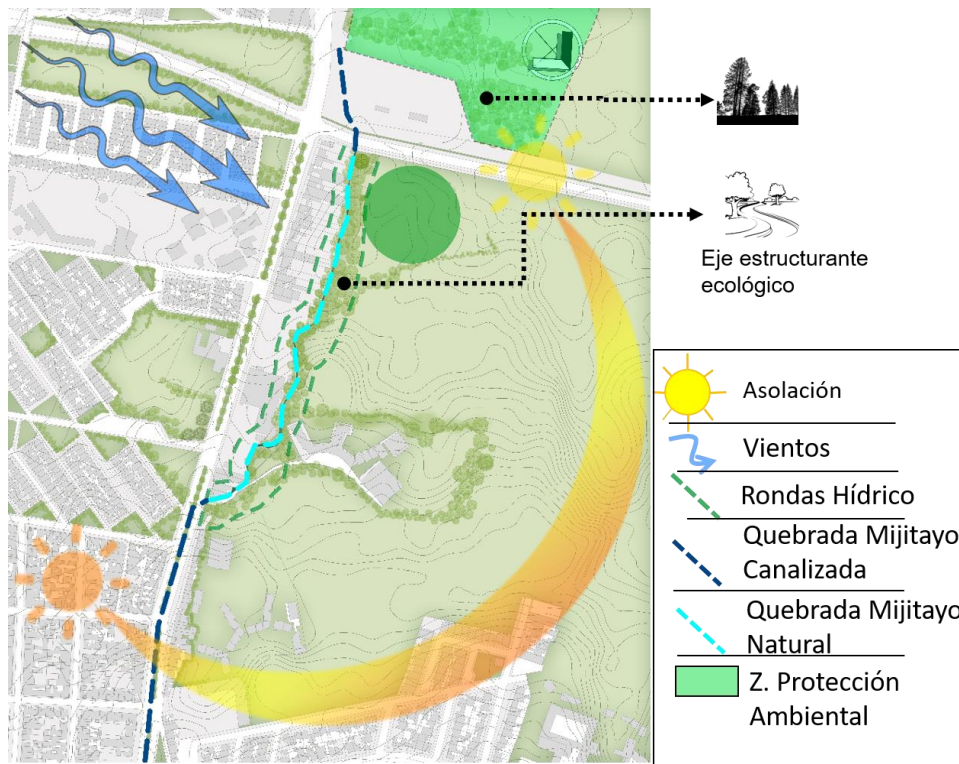 Eje estructurante
ecológico
Asolación
Vientos
Rondas Hídrico
Quebrada Mijitayo
Canalizada
Quebrada Mijitayo
Natural
Z. Protección
Ambiental